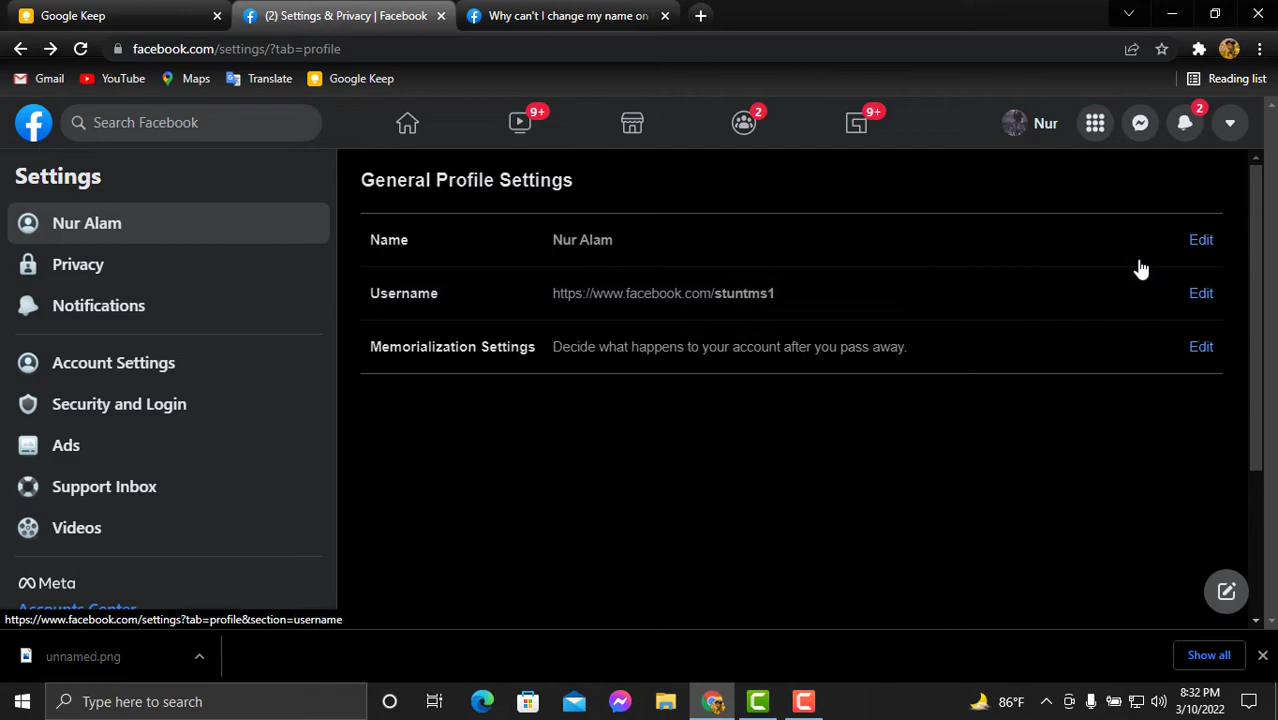 Google Keep
(2) Settings & Privacy | Facebook
Why can't I change my name on
facebook.com/settings/?tab=profile
Gmail
YouTube
Maps
Translate
Google Keep
Reading list
Search Facebook
9+
2
9+
Nur
2
Settings
Nur Alam
Privacy
Notifications
Account Settings
Security and Login
Ads
Support Inbox
Videos
Meta
Accounts Center
General Profile Settings
Name Nur Alam Edit
Username https://www.facebook.com/stuntms1 Edit
Memorialization Settings Decide what happens to your account after you pass away. Edit
https://www.facebook.com/settings?tab=profile&section=username
unnamed.png
Show all
Type here to search
86°F
8:32 PM
3/10/2022